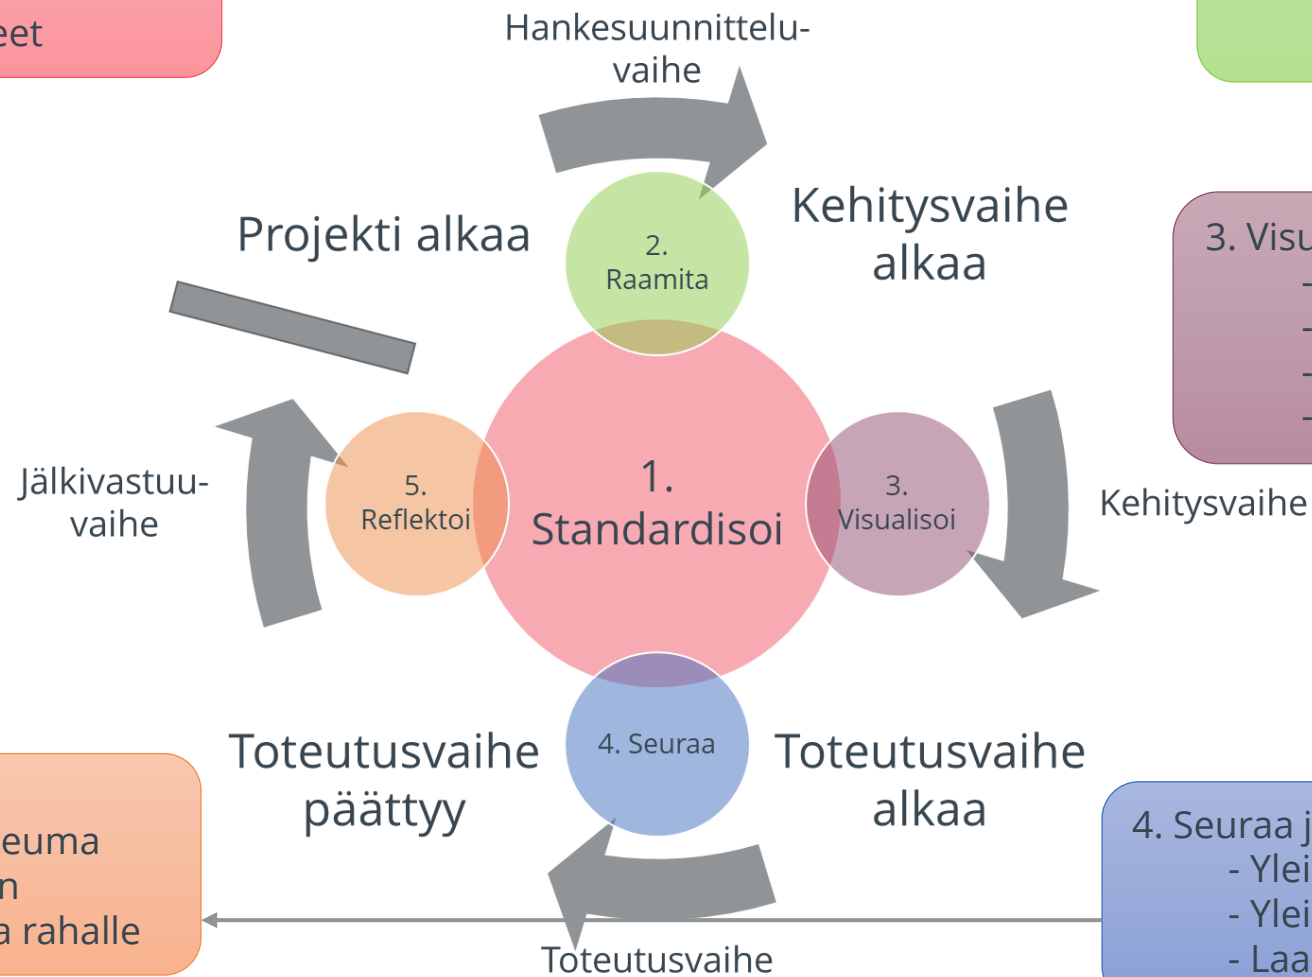 eet
Hankesuunnittelu-
vaihe
Projekti alkaa
2.
Raamita
Kehitysvaihe
alkaa
3. Visu
-
-
-
-
Jälkivastuu-
vaihe
5.
Reflektoi
1.
Standardisoi
3.
Visualisoi
Kehitysvaihe
Toteutusvaihe
päättyy
4. Seuraa
Toteutusvaihe
alkaa
euma
n
a rahalle
4. Seuraa j
- Ylei
- Ylei
- Laa
Toteutusvaihe